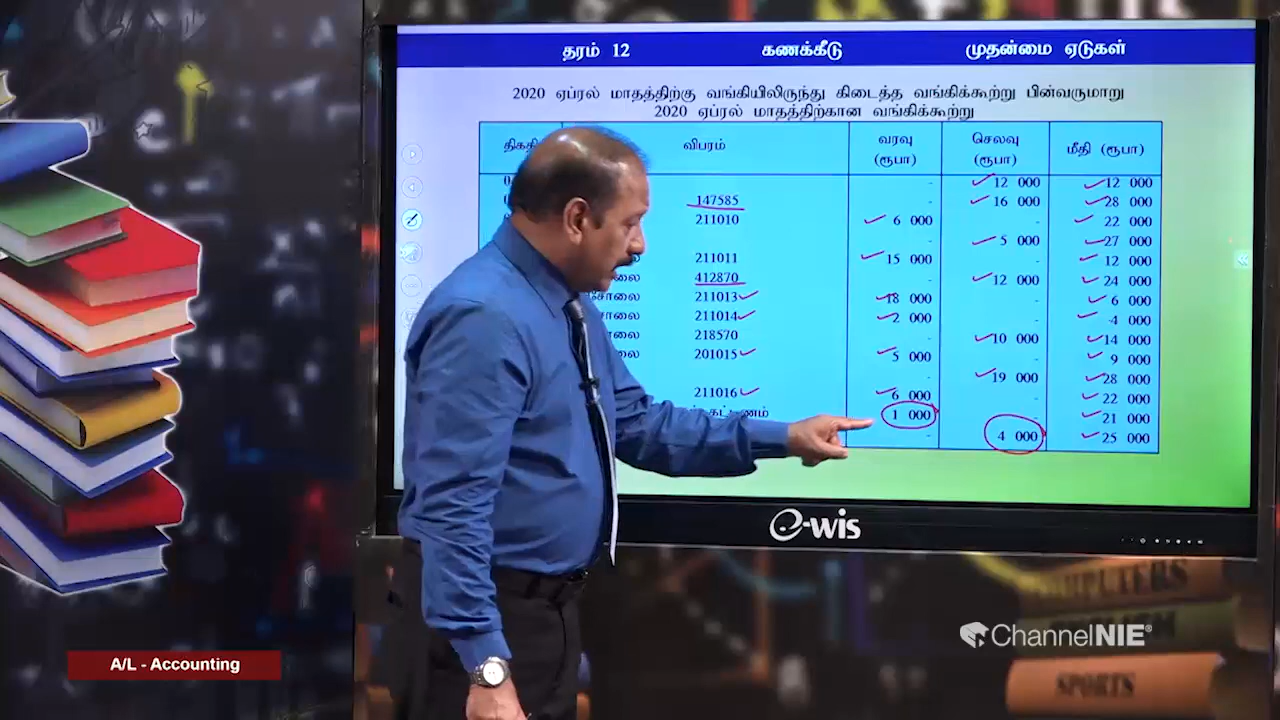 தரம் 12 கணக்கீடு முதன்மை ஏடுகள்
2020 ஏப்ரல் மாதத்திற்கு வங்கியிலிருந்து கிடைத்த வங்கிக்கூற்று பின்வருமாறு
2020 ஏப்ரல் மாதத்திற்கான வங்கிக்கூற்று
விபரம் வரவு (ரூபா) செலவு (ரூபா) மீதி (ரூபா)
- 12 000 12 000
147585 - 16 000 28 000
211010 6 000 - 22 000
- 5 000 27 000
211011 15 000 - 12 000
412870 - 12 000 24 000
211013 18 000 - 6 000
211014 2 000 - 4 000
218570 - 10 000 14 000
201015 5 000 - 9 000
- 19 000 28 000
211016 6 000 - 22 000
1 000 - 21 000
- 4 000 25 000
e-wis
COMPUTERS
ChannelNIE
SPORTS
A/L - Accounting